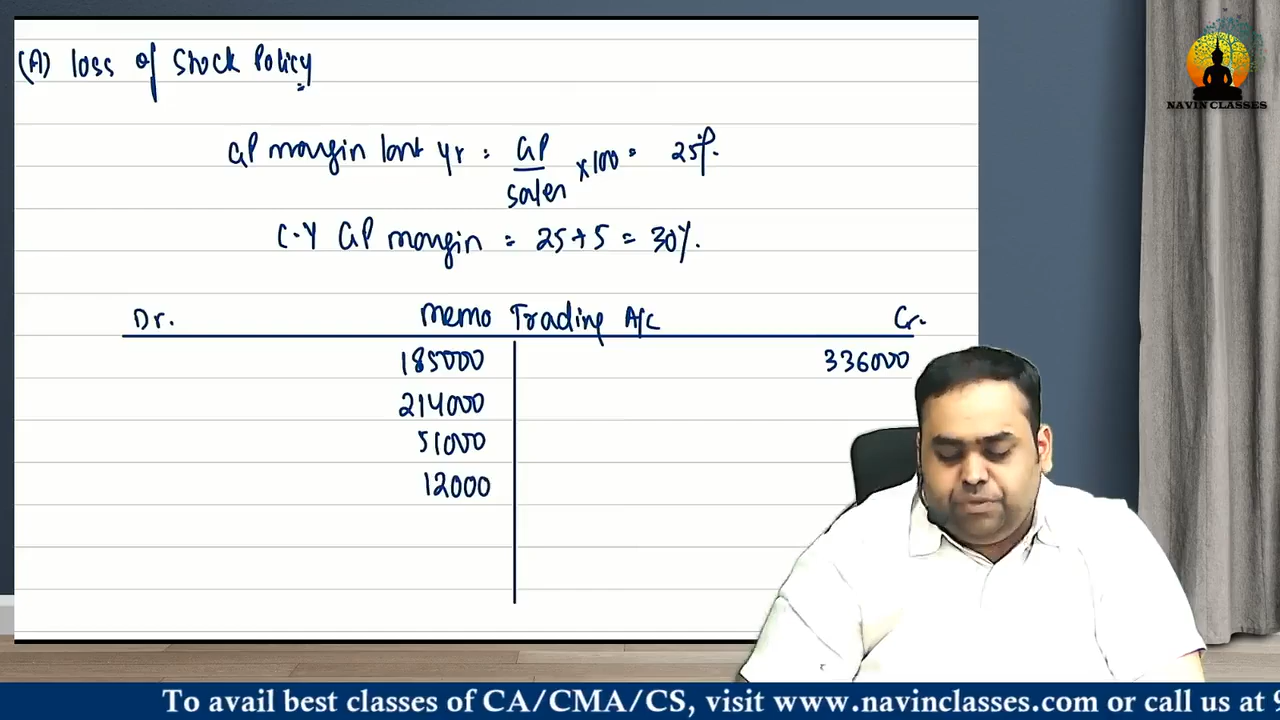 (A) Loss of Stock Policy
NAVIN CLASSES
GP margin last yr = GP/Sales × 100 = 25%.
C.Y GP margin = 25 + 5 = 30%.
Dr. Memo Trading A/c Cr.
185000 336000
214000
51000
12000
To avail best classes of CA/CMA/CS, visit www.navinclasses.com or call us at 9